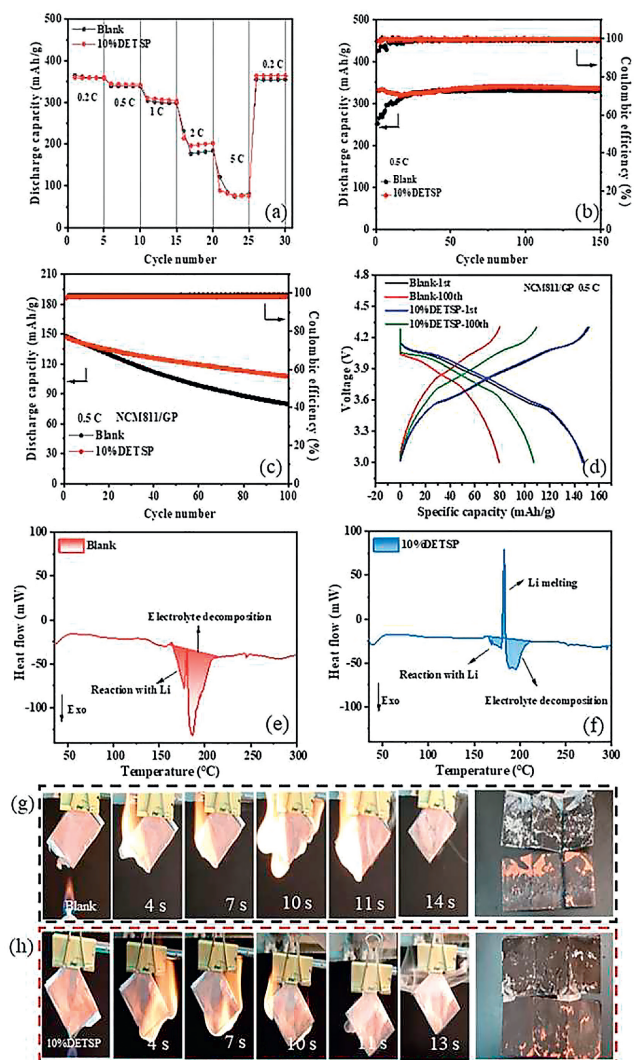 500
400
300
200
100
0
Discharge capacity (mAh/g)
Blank
10%DETSP
0.2 C
0.5 C
1 C
2 C
5 C
0.2 C
(a)
0 5 10 15 20 25 30
Cycle number
500
400
300
200
100
0
Discharge capacity (mAh/g)
100
80
60
40
20
0
Coulombic efficiency (%)
0.5 C
Blank
10%DETSP
(b)
0 50 75 100 125 150
Cycle number
210
180
150
120
90
60
30
0
Discharge capacity (mAh/g)
100
80
60
40
20
0
Coulombic efficiency (%)
0.5 C NCM811/GP
Blank
10%DETSP
(c)
0 20 40 60 80 100
Cycle number
4.8
4.5
4.2
3.9
3.6
3.3
3.0
Voltage (V)
Blank-1st
Blank-100th
10%DETSP-1st
10%DETSP-100th
NCM811/GP 0.5 C
(d)
-20 0 20 40 60 80 100 120 140 160
Specific capacity (mAh/g)
100
50
0
-50
-100
Heat flow (mW)
Blank
Electrolyte decomposition
Reaction with Li
Exo
(e)
50 100 150 200 250 300
Temperature (°C)
100
50
0
-50
-100
Heat flow (mW)
10%DETSP
Li melting
Reaction with Li
Electrolyte decomposition
Exo
(f)
50 100 150 200 250 300
Temperature (°C)
(g)
Blank
4 s
7 s
10 s
11 s
14 s
(h)
10%DETSP
4 s
7 s
10 s
11 s
13 s